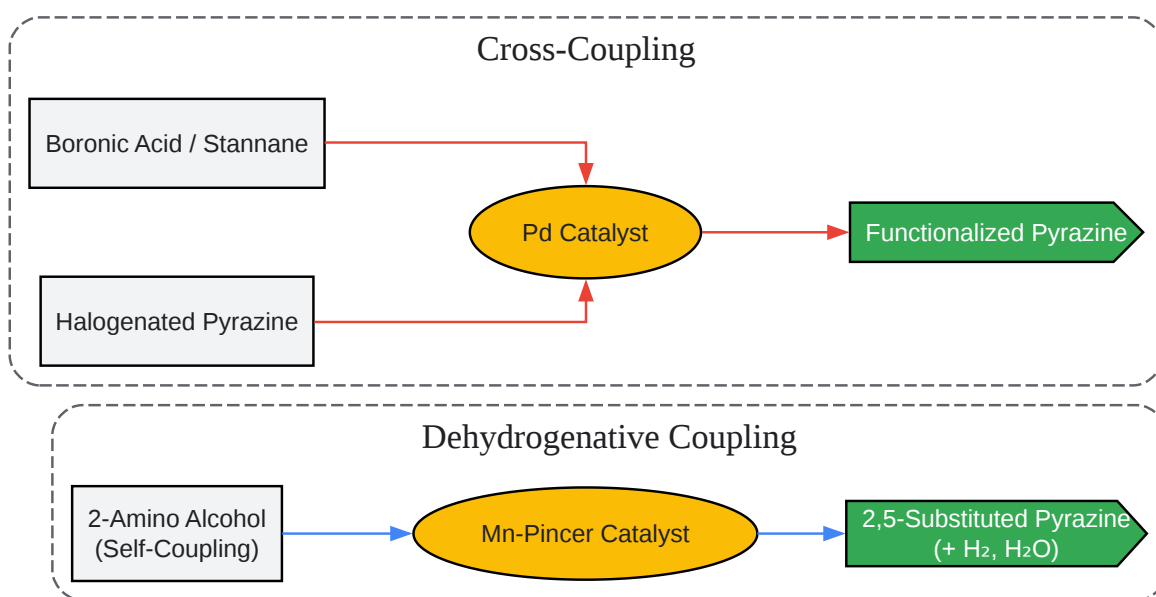 Cross-Coupling
Boronic Acid / Stannane
Pd Catalyst
Functionalized Pyrazine
Halogenated Pyrazine
Dehydrogenative Coupling
2-Amino Alcohol
(Self-Coupling)
Mn-Pincer Catalyst
2,5-Substituted Pyrazine
(+ H₂, H₂O)